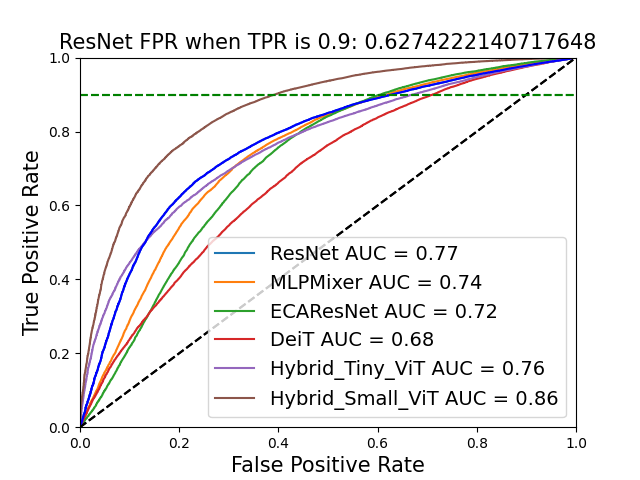 ResNet FPR when TPR is 0.9: 0.6274222140717648
True Positive Rate
1.0
0.8
0.6
0.4
0.2
0.0
ResNet AUC = 0.77
MLPMixer AUC = 0.74
ECAResNet AUC = 0.72
DeiT AUC = 0.68
Hybrid_Tiny_ViT AUC = 0.76
Hybrid_Small_ViT AUC = 0.86
0.0 0.2 0.4 0.6 0.8 1.0
False Positive Rate